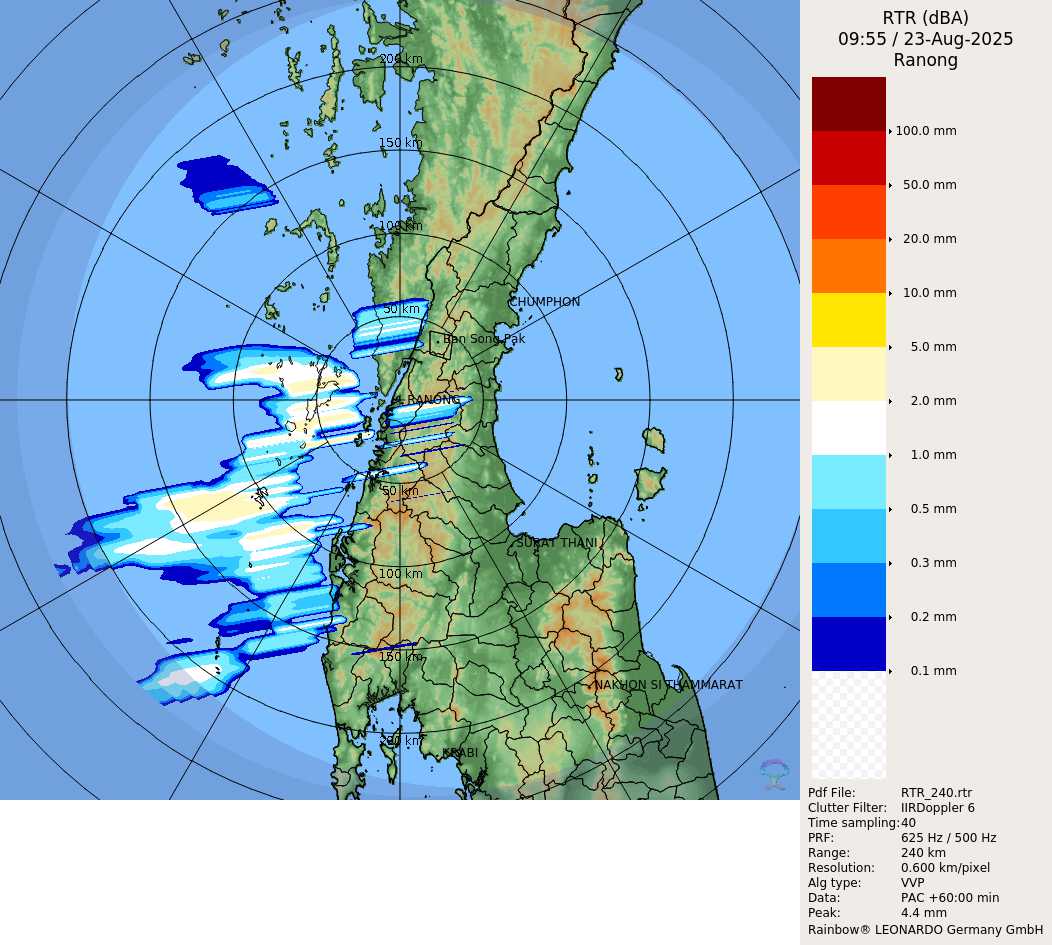 RTR (dBA)
09:55 / 23-Aug-2025
Ranong
200 km
150 km
100 km
50 km
CHUMPHON
Ban Song Pak
RANONG
50 km
SURAT THANI
100 km
150 km
NAKHON SI THAMMARAT
200 km
KRABI
100.0 mm
50.0 mm
20.0 mm
10.0 mm
5.0 mm
2.0 mm
1.0 mm
0.5 mm
0.3 mm
0.2 mm
0.1 mm
Pdf File: RTR_240.rtr
Clutter Filter: IIRDoppler 6
Time sampling:40
PRF: 625 Hz / 500 Hz
Range: 240 km
Resolution: 0.600 km/pixel
Alg type: VVP
Data: PAC +60:00 min
Peak: 4.4 mm
Rainbow® LEONARDO Germany GmbH